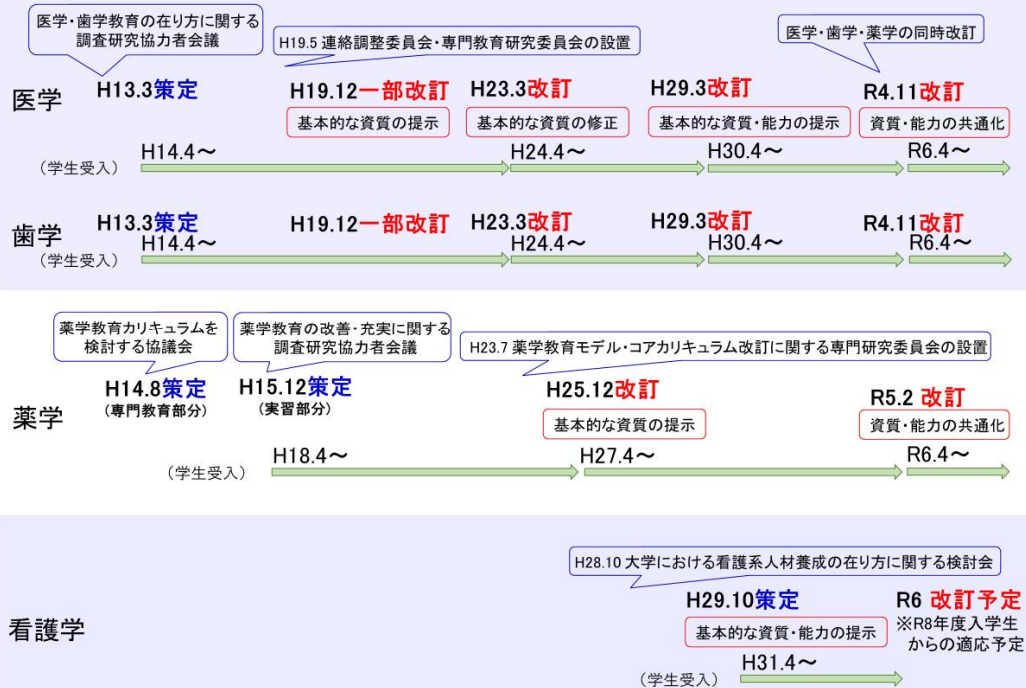 医学・歯学教育の在り方に関する
調査研究協力者会議
H19.5 連絡調整委員会・専門教育研究委員会の設置
医学・歯学・薬学の同時改訂
医学
H13.3策定
H19.12一部改訂
H23.3改訂
H29.3改訂
R4.11改訂
基本的な資質の提示
基本的な資質の修正
基本的な資質・能力の提示
資質・能力の共通化
（学生受入）
H14.4～
H24.4～
H30.4～
R6.4～
歯学
H13.3策定
H19.12一部改訂
H23.3改訂
H29.3改訂
R4.11改訂
（学生受入）
H14.4～
H24.4～
H30.4～
R6.4～
薬学教育カリキュラムを
検討する協議会
薬学教育の改善・充実に関する
調査研究協力者会議
H23.7 薬学教育モデル・コアカリキュラム改訂に関する専門研究委員会の設置
薬学
H14.8策定
（専門教育部分）
H15.12策定
（実習部分）
H25.12改訂
R5.2 改訂
基本的な資質の提示
資質・能力の共通化
（学生受入）
H18.4～
H27.4～
R6.4～
H28.10 大学における看護系人材養成の在り方に関する検討会
看護学
H29.10策定
R6 改訂予定
※R8年度入学生
からの適応予定
基本的な資質・能力の提示
（学生受入）
H31.4～